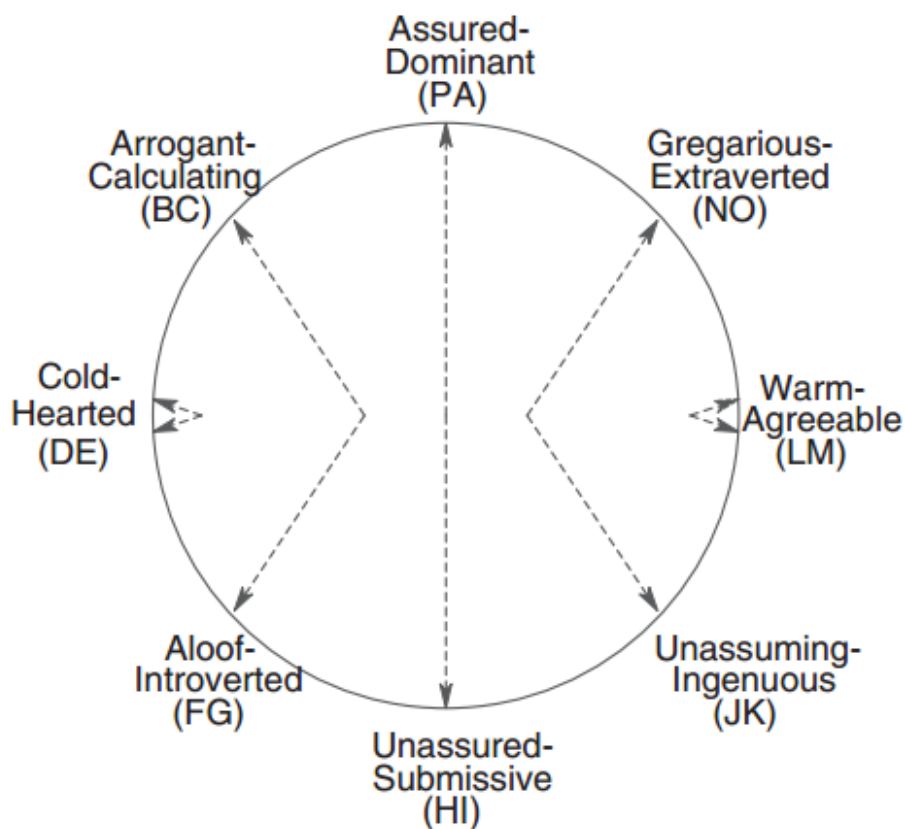 Assured-
Dominant
(PA)
Arrogant-
Calculating
(BC)
Gregarious-
Extraverted
(NO)
Cold-
Hearted
(DE)
Warm-
Agreeable
(LM)
Aloof-
Introverted
(FG)
Unassuming-
Ingenuous
(JK)
Unassured-
Submissive
(HI)